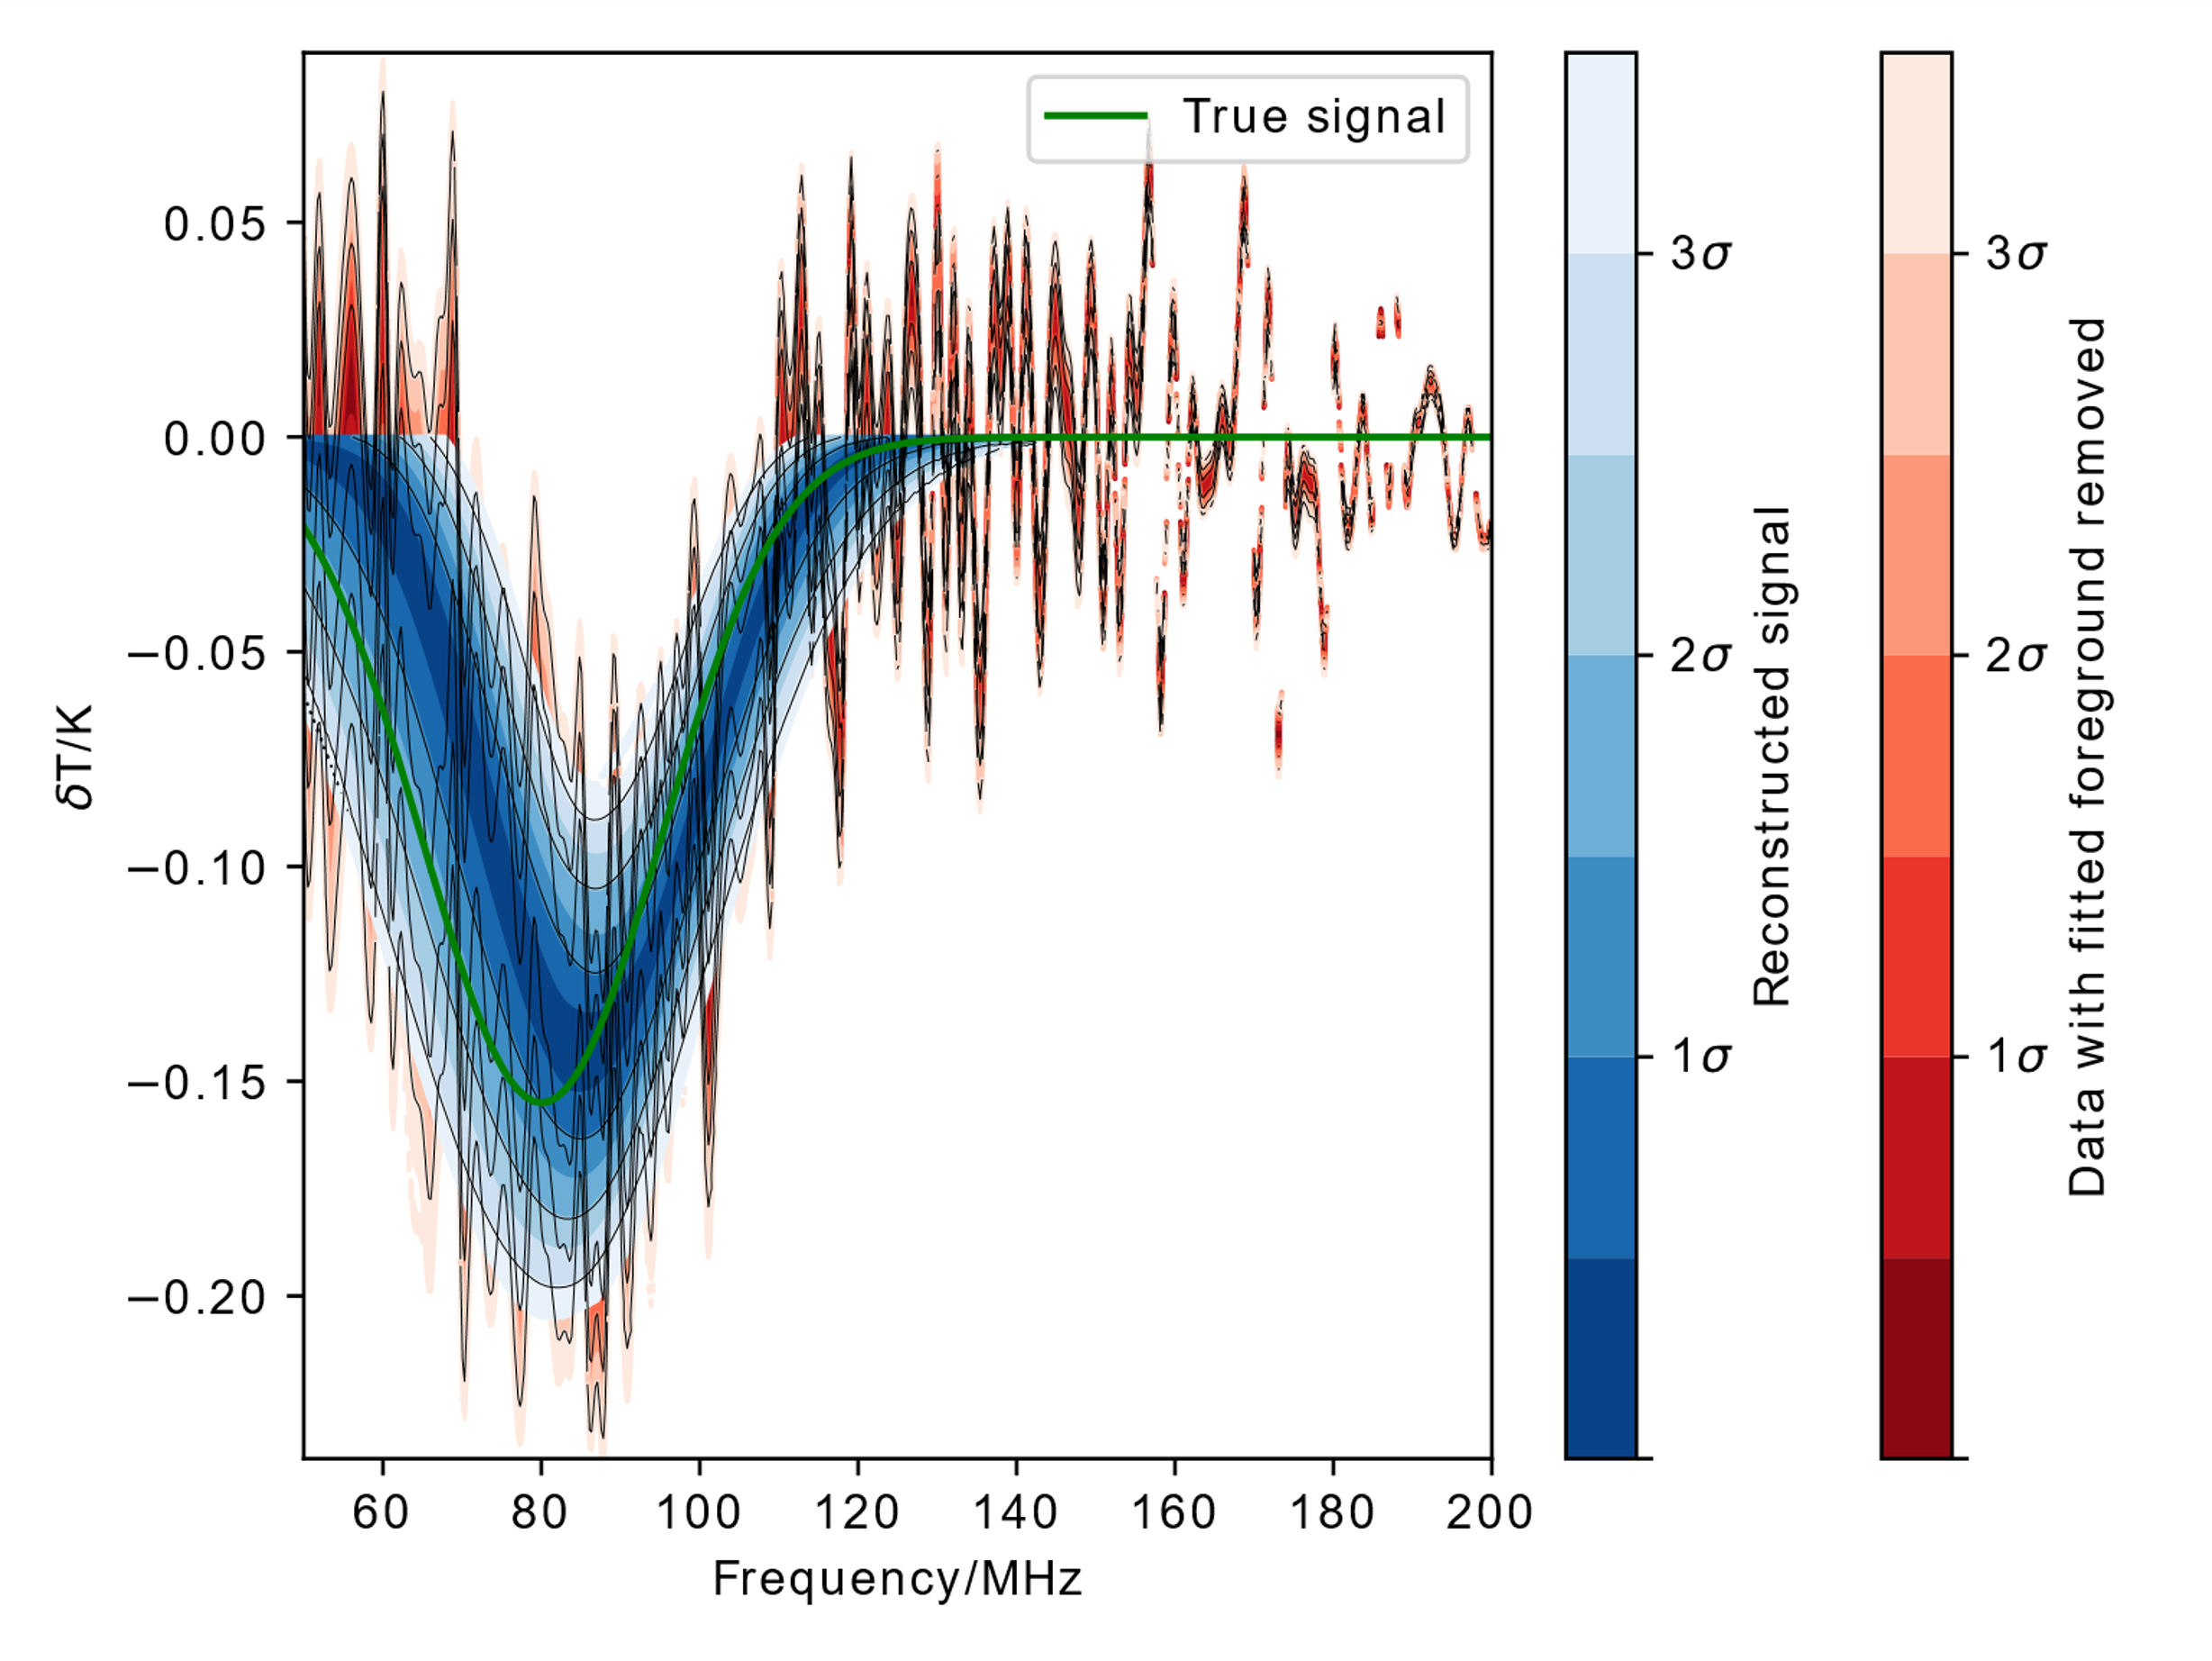 True signal
0.05
0.00
−0.05
−0.10
−0.15
−0.20
δT/K
60 80 100 120 140 160 180 200
Frequency/MHz
3σ
2σ
1σ
Reconstructed signal
3σ
2σ
1σ
Data with fitted foreground removed